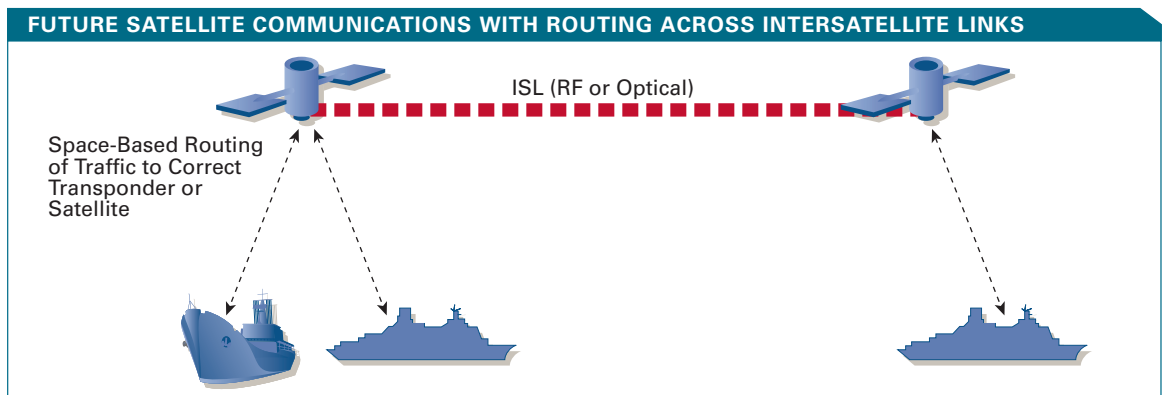 FUTURE SATELLITE COMMUNICATIONS WITH ROUTING ACROSS INTERSATELLITE LINKS
ISL (RF or Optical)
Space-Based Routing
of Traffic to Correct
Transponder or
Satellite